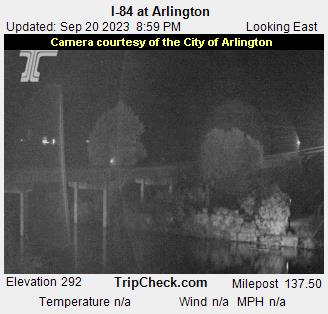 I-84 at Arlington
Updated: Sep 20 2023 8:59 PM Looking East
Camera courtesy of the City of Arlington
Elevation 292 TripCheck.com Milepost 137.50
Temperature n/a Wind n/a MPH n/a